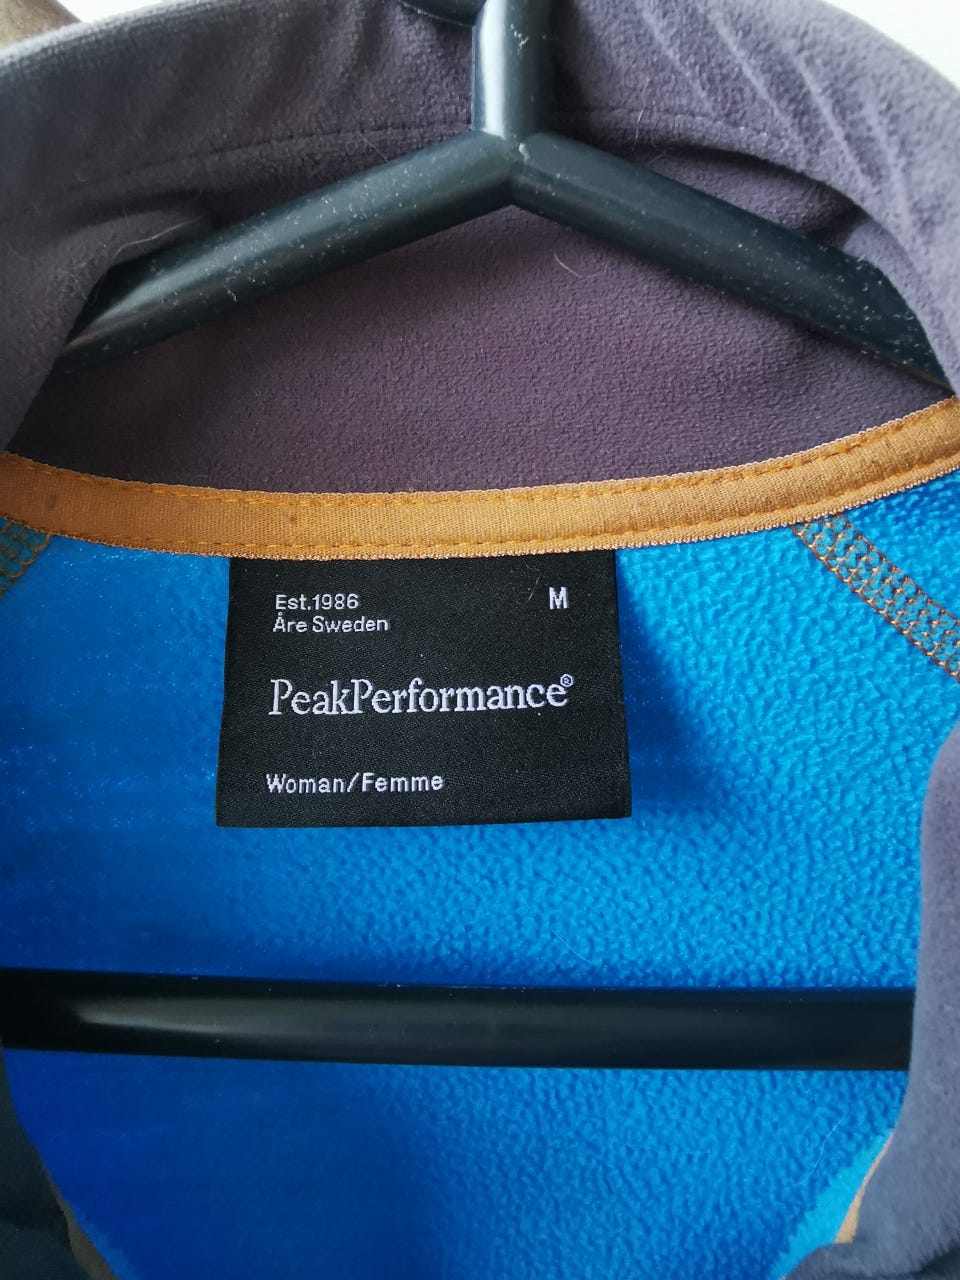 Est.1986 M
Åre Sweden
PeakPerformance®
Woman/Femme